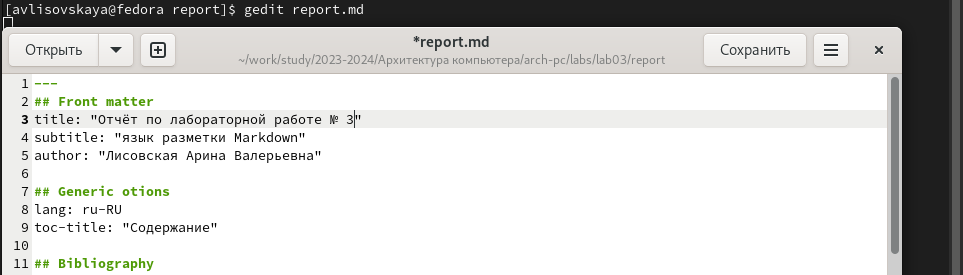 [avlisovskaya@fedora report]$ gedit report.md
Открыть
*report.md
~/work/study/2023-2024/Архитектура компьютера/arch-pc/labs/lab03/report
Сохранить
1 ---
2 ## Front matter
3 title: "Отчёт по лабораторной работе № 3"
4 subtitle: "язык разметки Markdown"
5 author: "Лисовская Арина Валерьевна"
6
7 ## Generic otions
8 lang: ru-RU
9 toc-title: "Содержание"
10
11 ## Bibliography